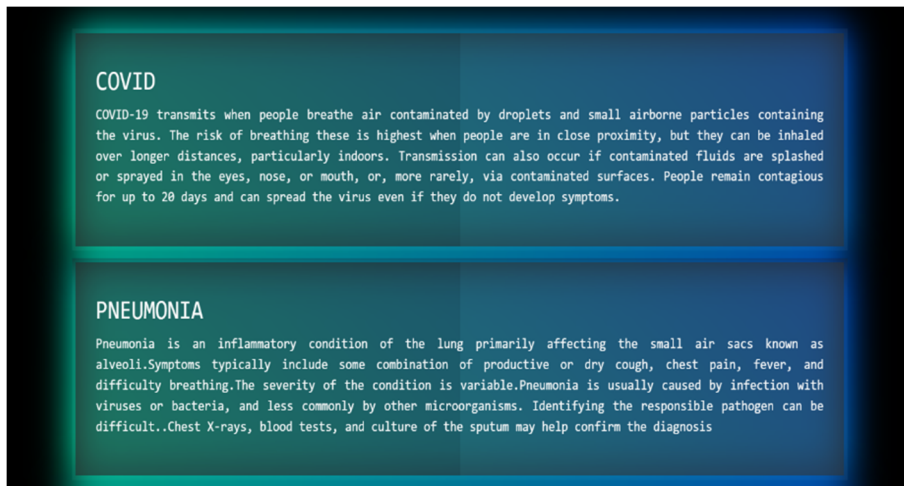 COVID
COVID-19 transmits when people breathe air contaminated by droplets and small airborne particles containing
the virus. The risk of breathing these is highest when people are in close proximity, but they can be inhaled
over longer distances, particularly indoors. Transmission can also occur if contaminated fluids are splashed
or sprayed in the eyes, nose, or mouth, or, more rarely, via contaminated surfaces. People remain contagious
for up to 20 days and can spread the virus even if they do not develop symptoms.
PNEUMONIA
Pneumonia is an inflammatory condition of the lung primarily affecting the small air sacs known as
alveoli.Symptoms typically include some combination of productive or dry cough, chest pain, fever, and
difficulty breathing.The severity of the condition is variable.Pneumonia is usually caused by infection with
viruses or bacteria, and less commonly by other microorganisms. Identifying the responsible pathogen can be
difficult..Chest X-rays, blood tests, and culture of the sputum may help confirm the diagnosis